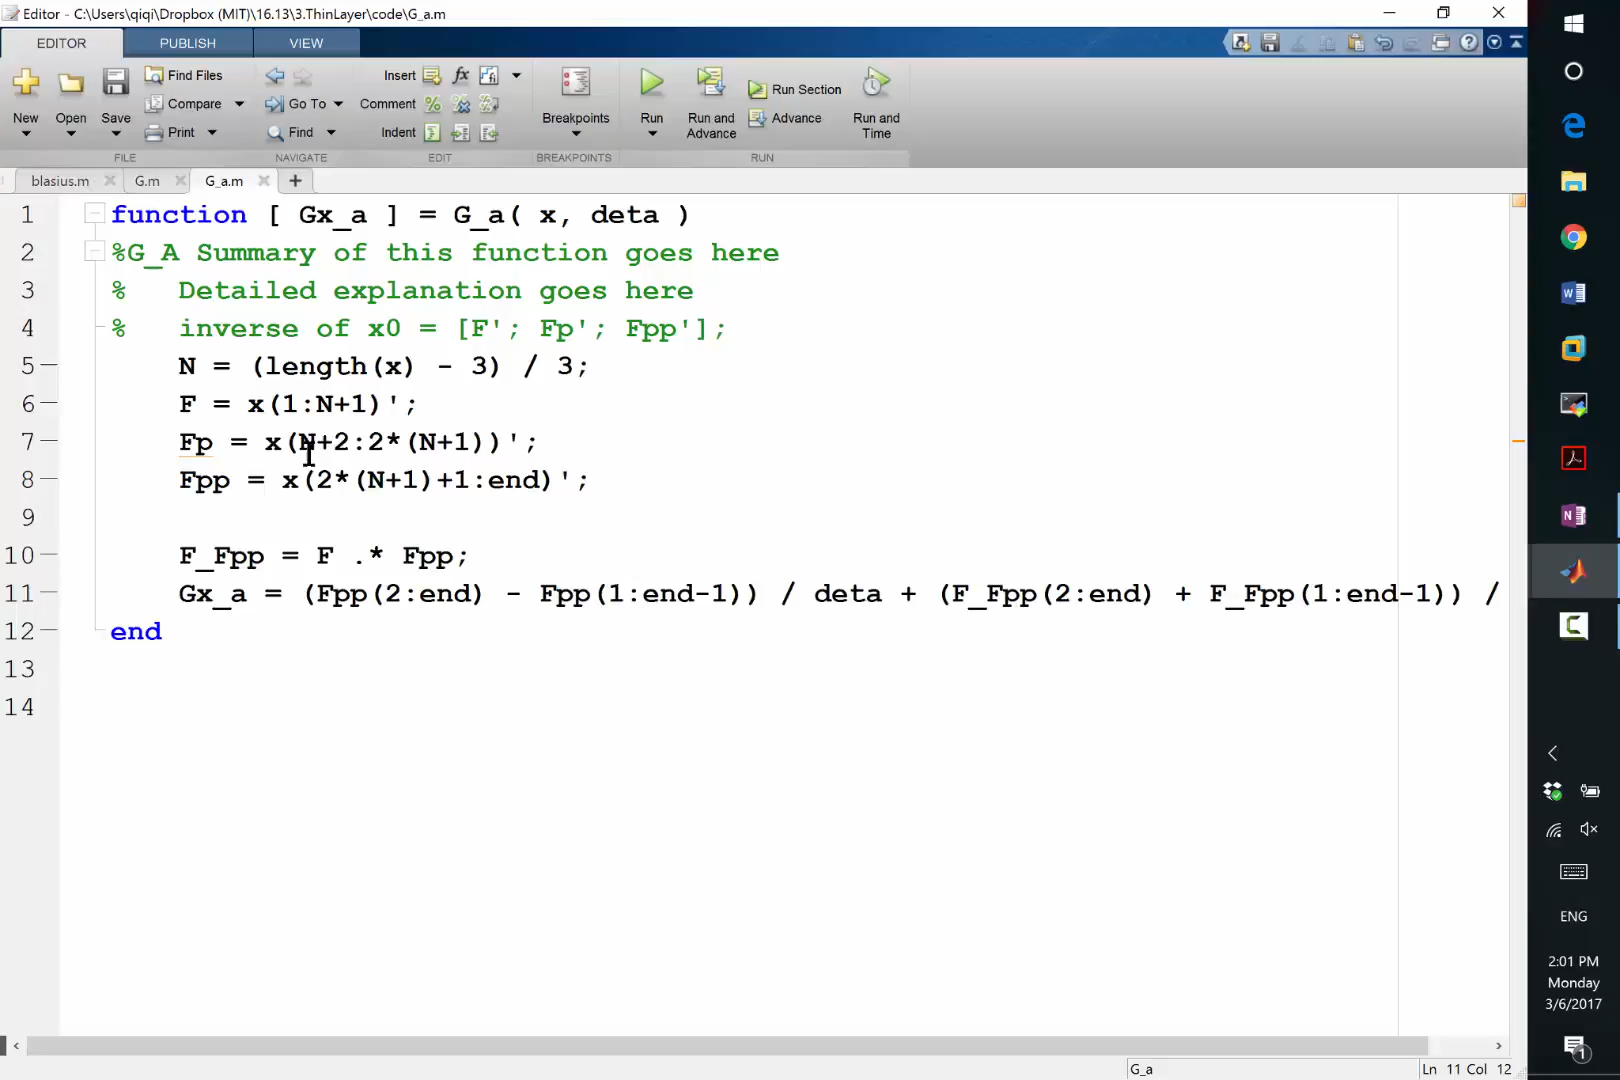 Editor - C:\Users\qiqi\Dropbox (MIT)\16.13\3.ThinLayer\code\G_a.m
EDITOR PUBLISH VIEW
New Open Save
Find Files
Compare
Print
Go To
Find
Insert fx
Comment %
Indent
Breakpoints
Run
Run and Advance
Run Section
Advance
Run and Time
FILE NAVIGATE EDIT BREAKPOINTS RUN
blasius.m G.m G_a.m +
1 function [ Gx_a ] = G_a( x, deta )
2 %G_A Summary of this function goes here
3 % Detailed explanation goes here
4 % inverse of x0 = [F'; Fp'; Fpp'];
5 N = (length(x) - 3) / 3;
6 F = x(1:N+1)';
7 Fp = x(N+2:2*(N+1))';
8 Fpp = x(2*(N+1)+1:end)';
9
10 F_Fpp = F .* Fpp;
11 Gx_a = (Fpp(2:end) - Fpp(1:end-1)) / deta + (F_Fpp(2:end) + F_Fpp(1:end-1)) /
12 end
13
14
G_a Ln 11 Col 12
ENG
2:01 PM
Monday
3/6/2017
1